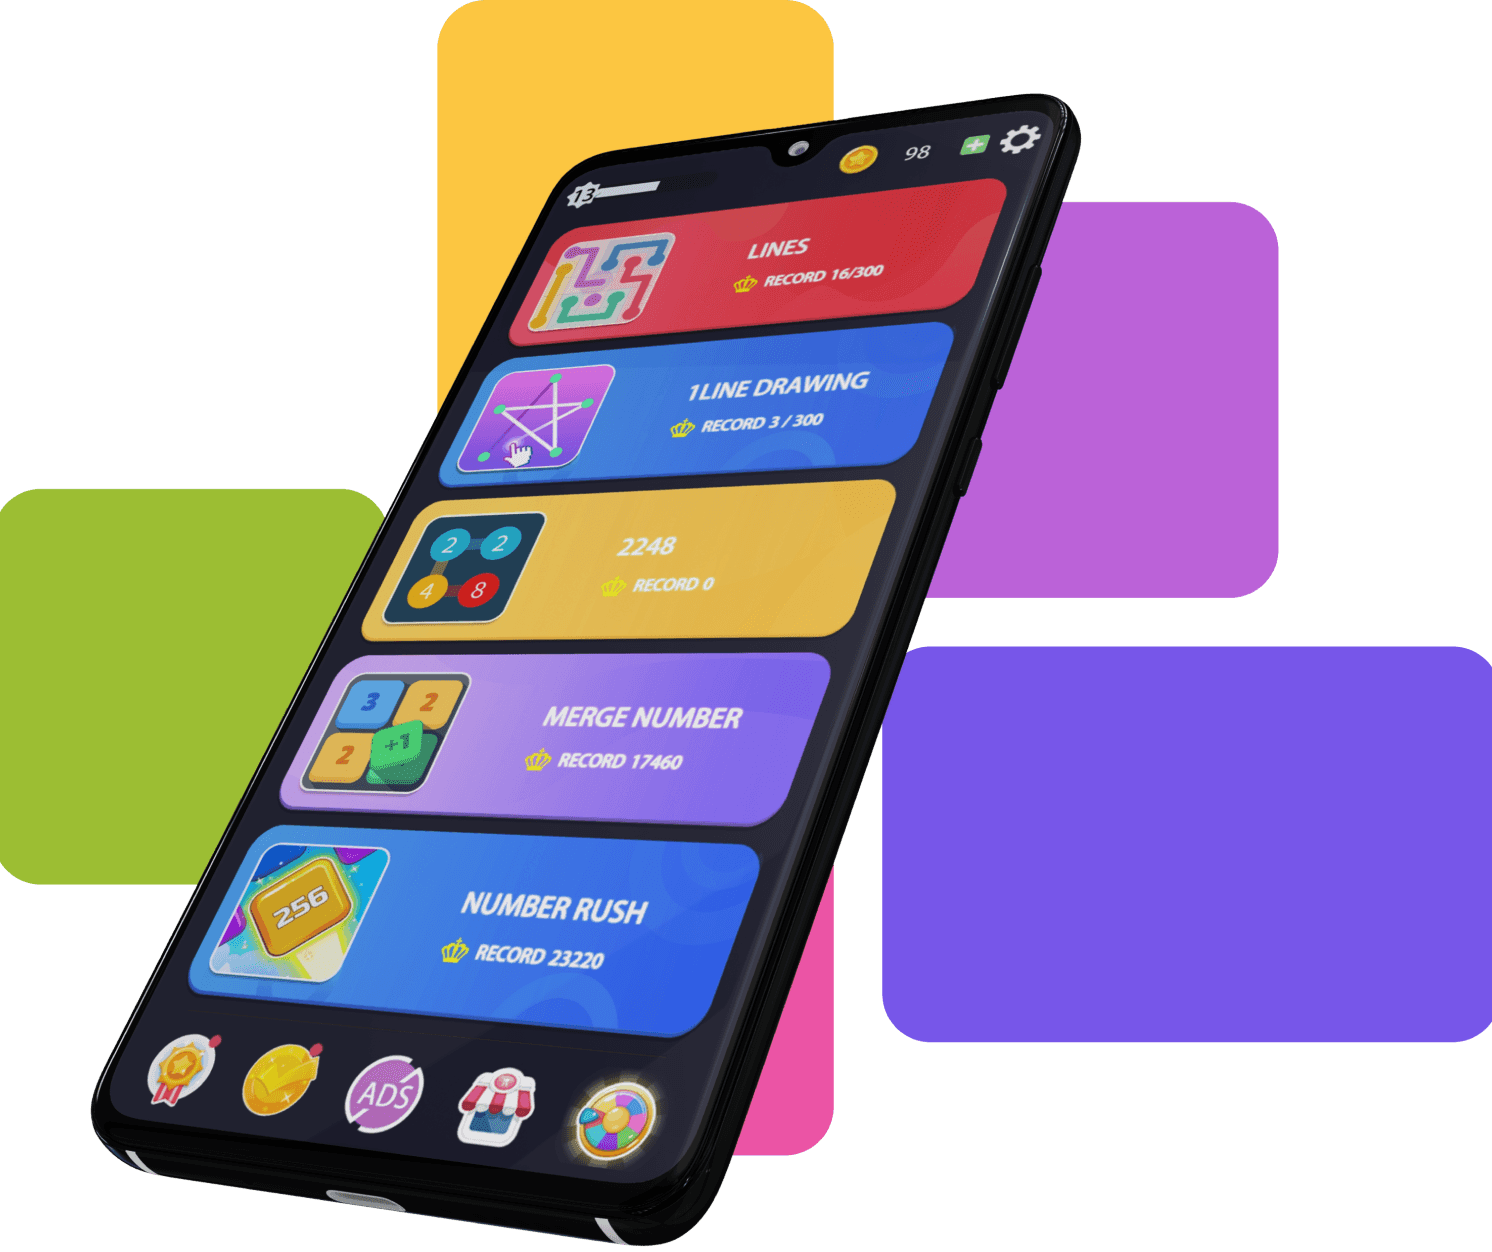 13
98
LINES
RECORD 16/300
1LINE DRAWING
RECORD 3 / 300
2 2
4 8
2248
RECORD 0
3 2
2 +1
MERGE NUMBER
RECORD 17460
256
NUMBER RUSH
RECORD 23220
ADS